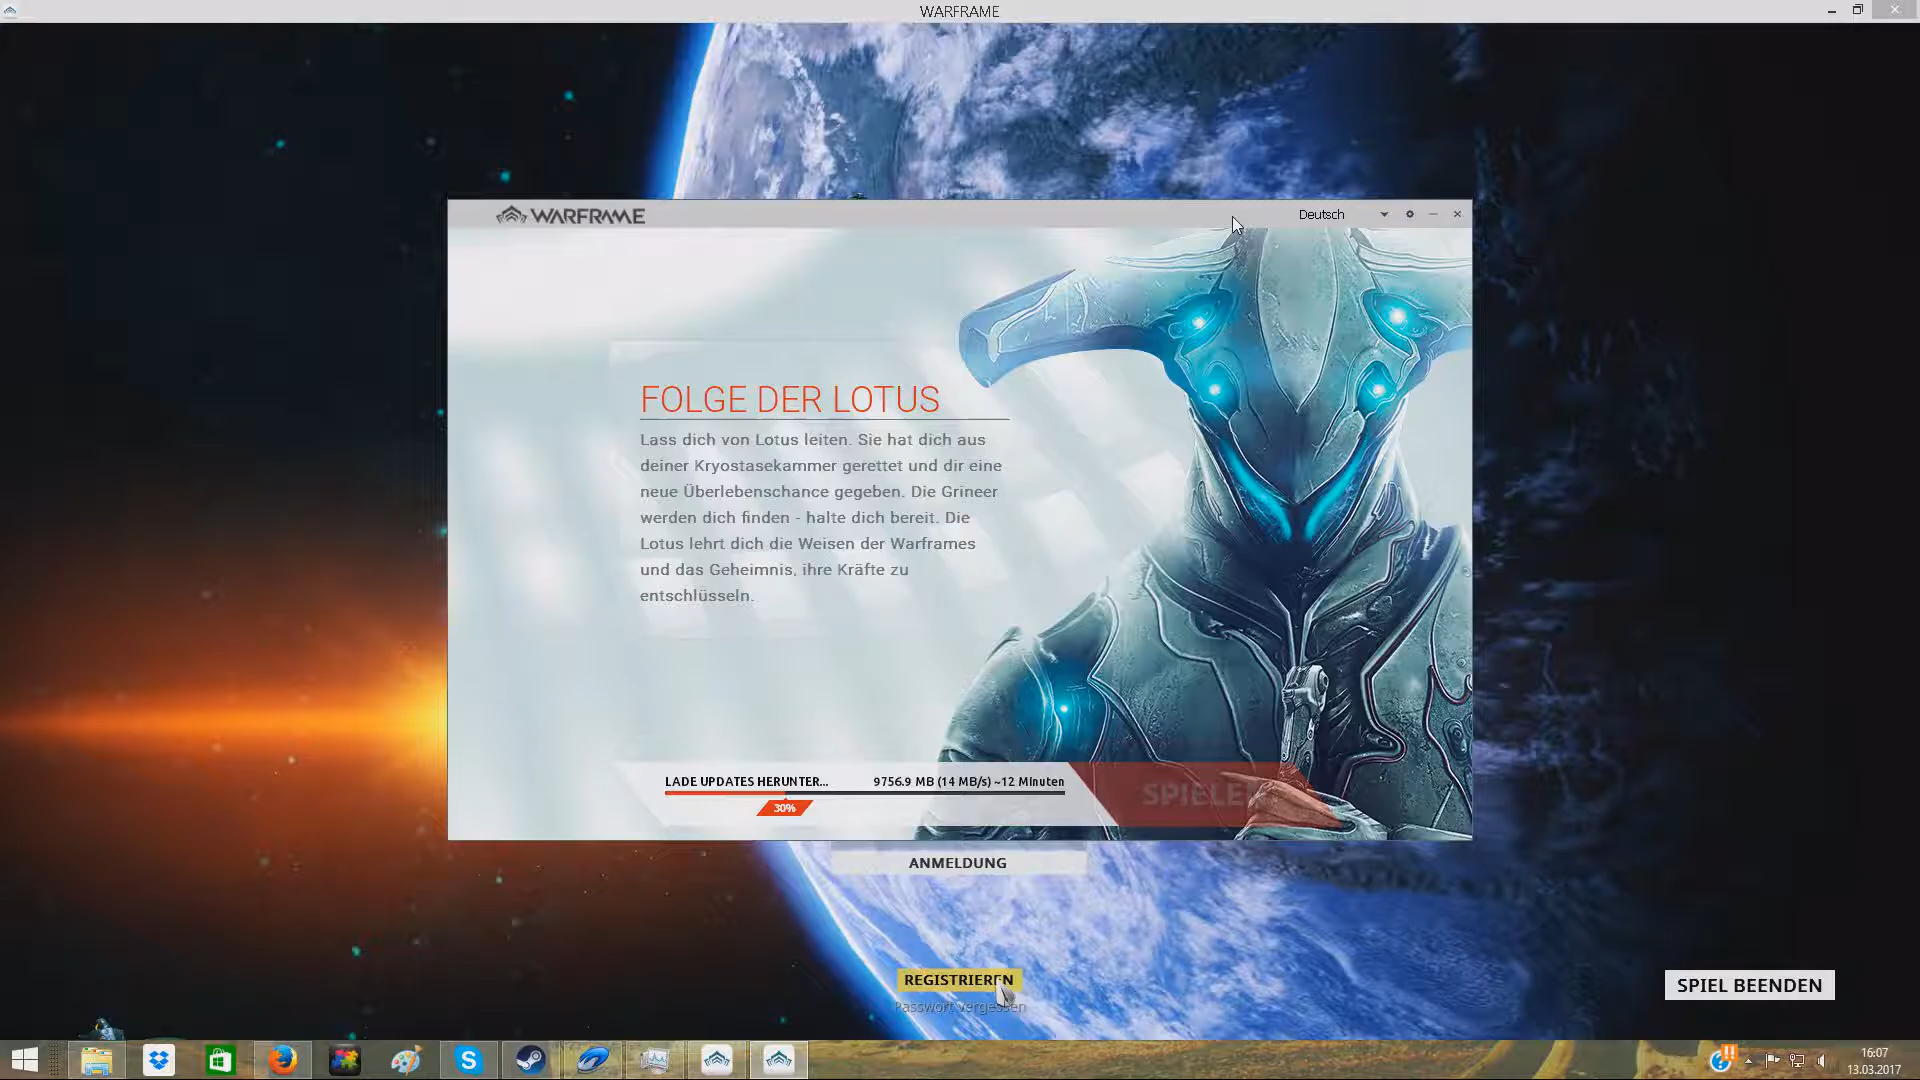 WARFRAME
WARFRAME
Deutsch
FOLGE DER LOTUS
Lass dich von Lotus leiten. Sie hat dich aus
deiner Kryostasekammer gerettet und dir eine
neue Überlebenschance gegeben. Die Grineer
werden dich finden - halte dich bereit. Die
Lotus lehrt dich die Weisen der Warframes
und das Geheimnis, ihre Kräfte zu
entschlüsseln.
LADE UPDATES HERUNTER... 9756.9 MB (14 MB/s) ~12 Minuten
30%
SPIELEN
ANMELDUNG
REGISTRIEREN
Passwort vergessen
SPIEL BEENDEN
16:07
13.03.2017